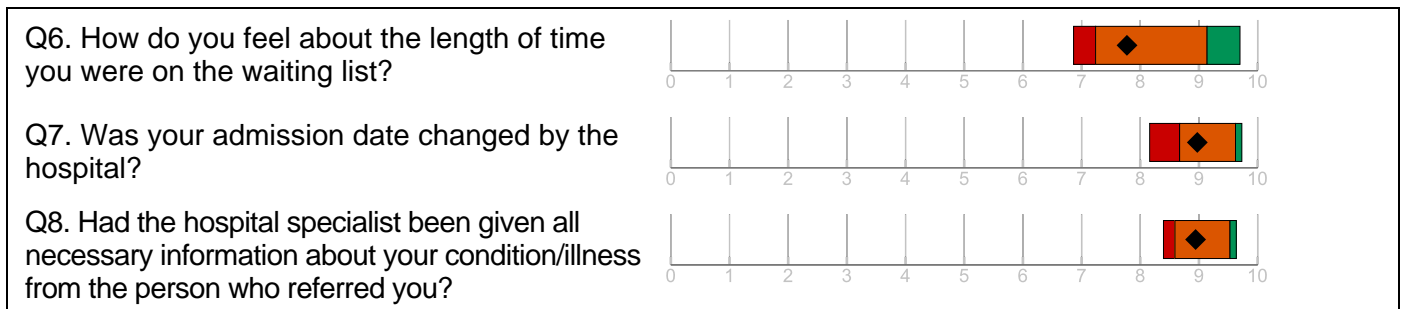 Q6. How do you feel about the length of time
you were on the waiting list?
0 1 2 3 4 5 6 7 8 9 10
Q7. Was your admission date changed by the
hospital?
0 1 2 3 4 5 6 7 8 9 10
Q8. Had the hospital specialist been given all
necessary information about your condition/illness
from the person who referred you?
0 1 2 3 4 5 6 7 8 9 10